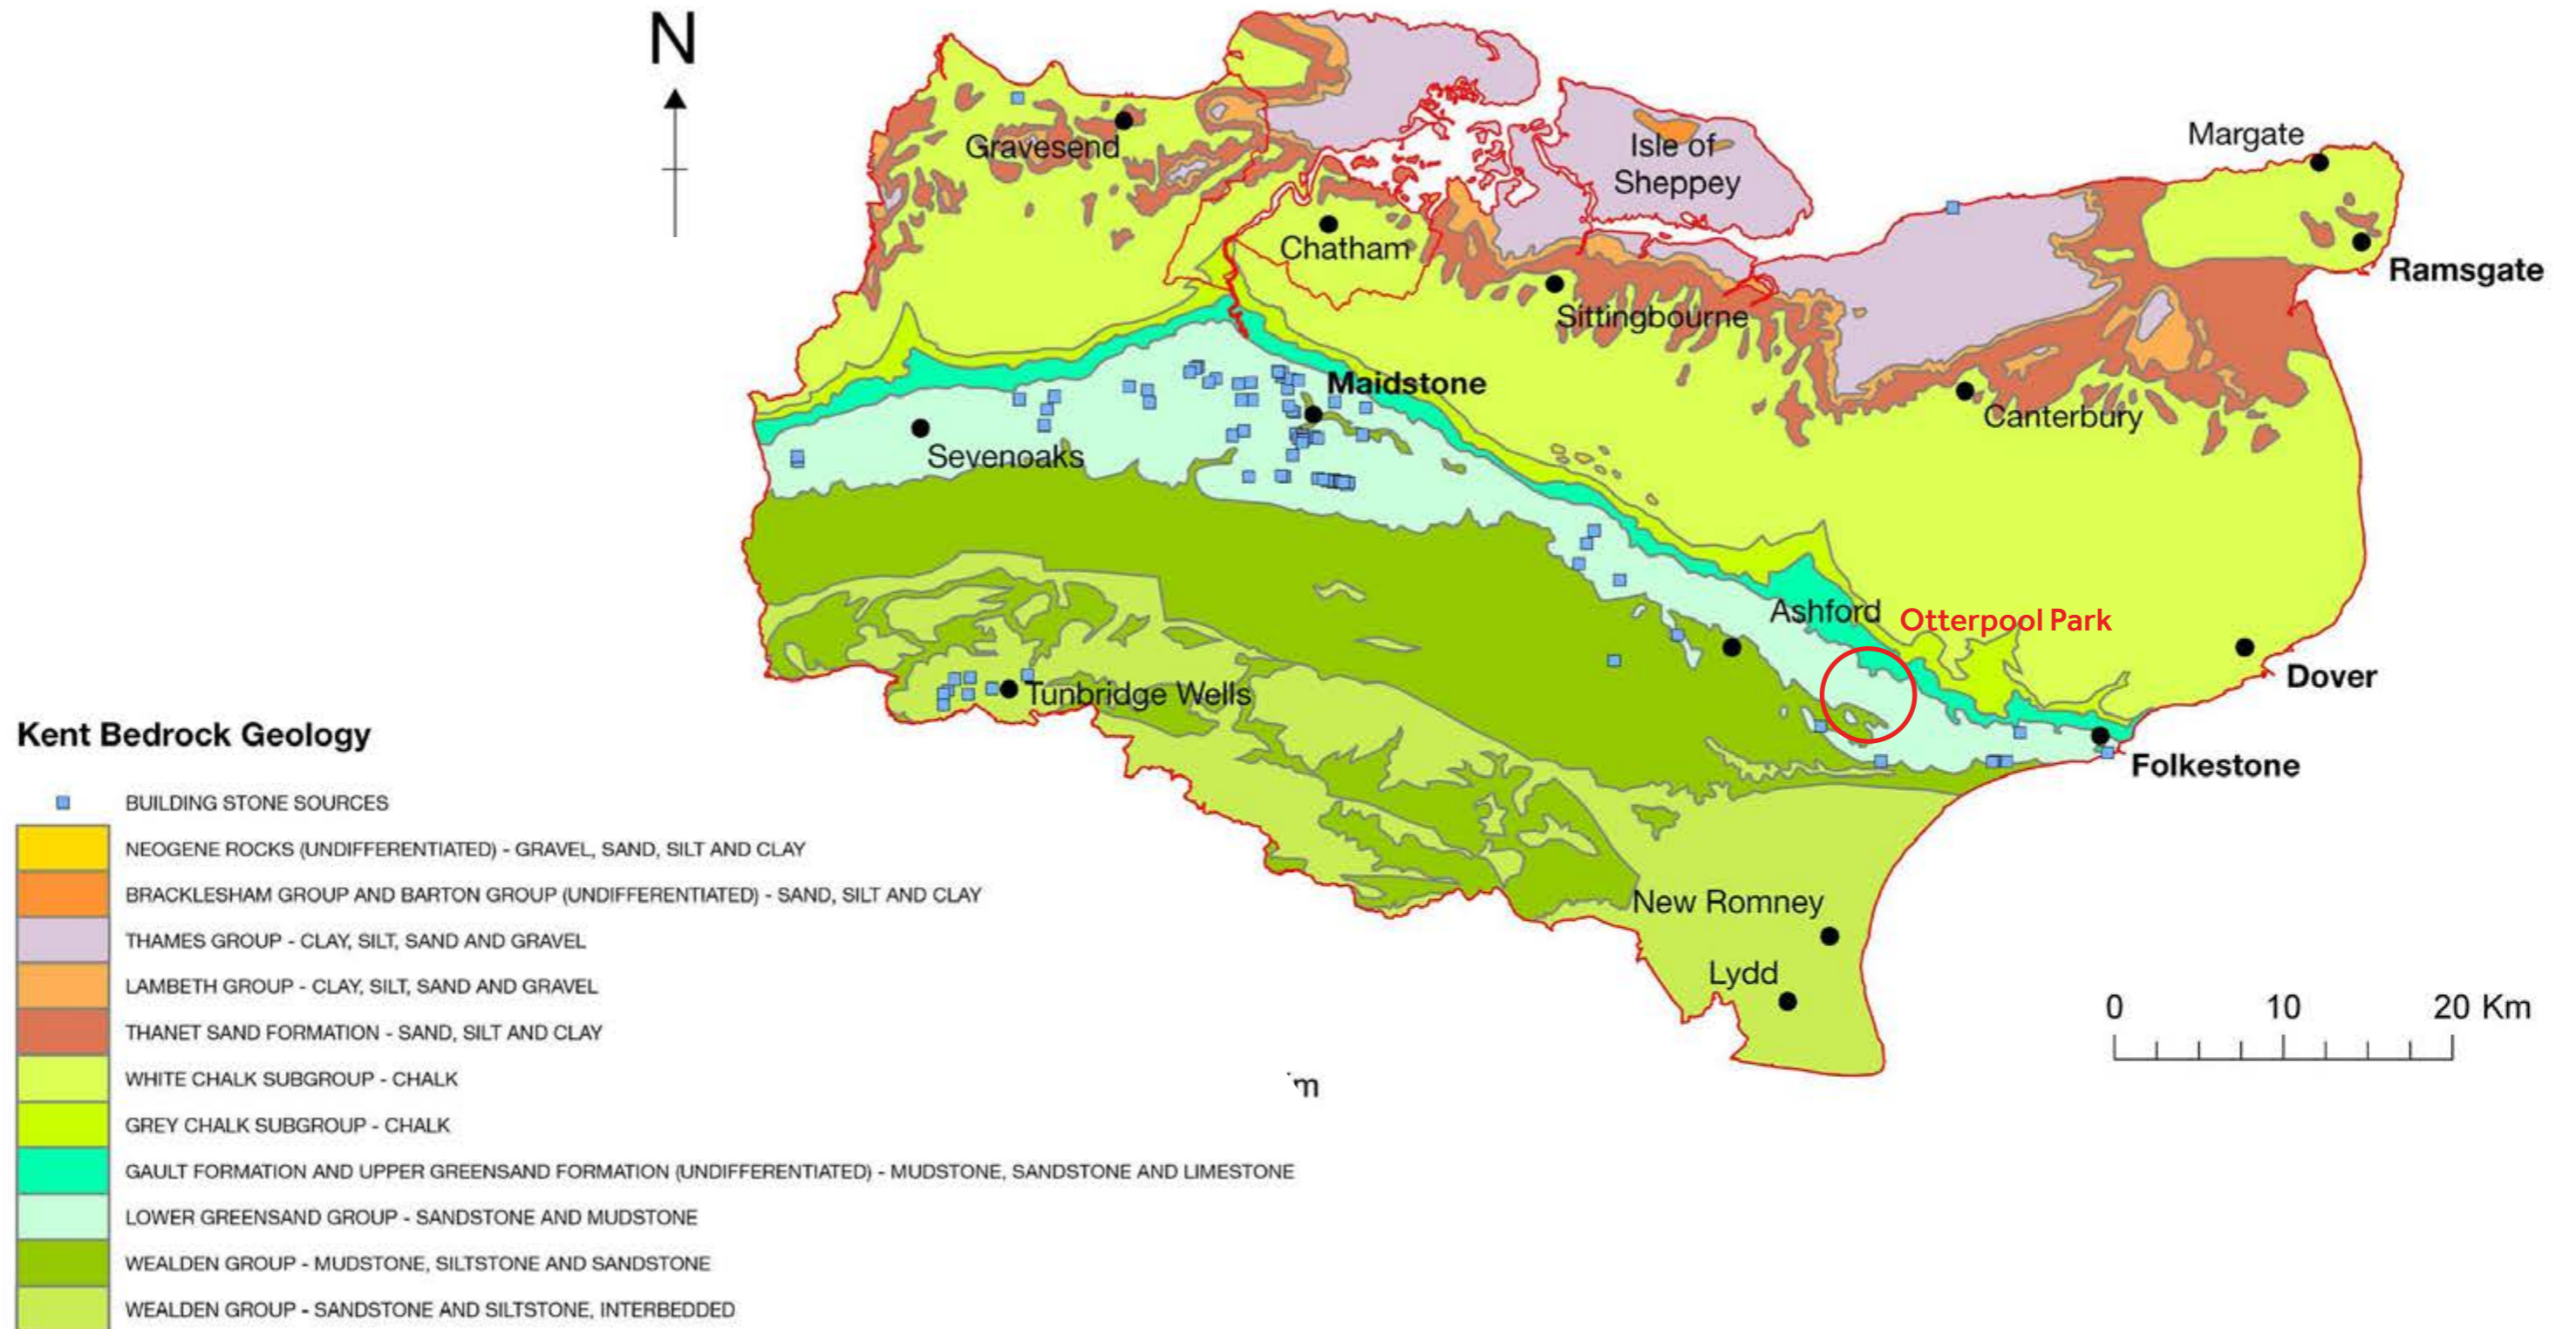 N
Gravesend
Isle of
Sheppey
Margate
Chatham
Ramsgate
Sittingbourne
Maidstone
Canterbury
Sevenoaks
Ashford
Otterpool Park
Dover
Tunbridge Wells
Folkestone
New Romney
Lydd
0 10 20 Km
m
Kent Bedrock Geology
BUILDING STONE SOURCES
NEOGENE ROCKS (UNDIFFERENTIATED) - GRAVEL, SAND, SILT AND CLAY
BRACKLESHAM GROUP AND BARTON GROUP (UNDIFFERENTIATED) - SAND, SILT AND CLAY
THAMES GROUP - CLAY, SILT, SAND AND GRAVEL
LAMBETH GROUP - CLAY, SILT, SAND AND GRAVEL
THANET SAND FORMATION - SAND, SILT AND CLAY
WHITE CHALK SUBGROUP - CHALK
GREY CHALK SUBGROUP - CHALK
GAULT FORMATION AND UPPER GREENSAND FORMATION (UNDIFFERENTIATED) - MUDSTONE, SANDSTONE AND LIMESTONE
LOWER GREENSAND GROUP - SANDSTONE AND MUDSTONE
WEALDEN GROUP - MUDSTONE, SILTSTONE AND SANDSTONE
WEALDEN GROUP - SANDSTONE AND SILTSTONE, INTERBEDDED